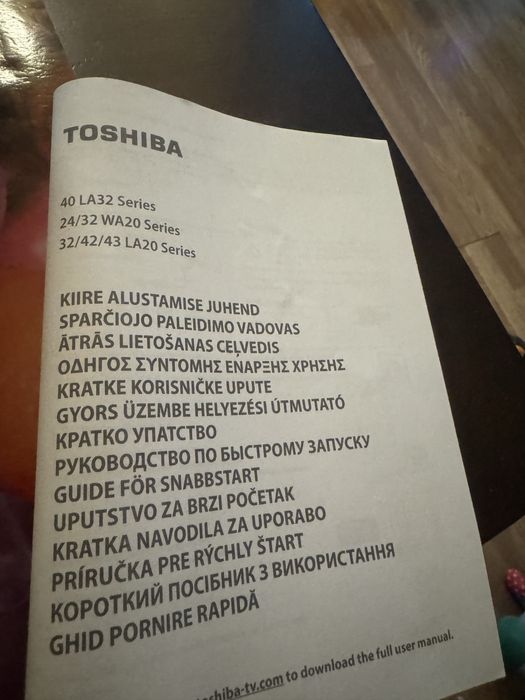 TOSHIBA
40 LA32 Series
24/32 WA20 Series
32/42/43 LA20 Series
KIIRE ALUSTAMISE JUHEND
SPARČIOJO PALEIDIMO VADOVAS
ĀTRĀS LIETOŠANAS CEĻVEDIS
ΟΔΗΓΟΣ ΣΥΝΤΟΜΗΣ ΕΝΑΡΞΗΣ ΧΡΗΣΗΣ
KRATKE KORISNIČKE UPUTE
GYORS ÜZEMBE HELYEZÉSI ÚTMUTATÓ
КРАТКО УПАТСТВО
РУКОВОДСТВО ПО БЫСТРОМУ ЗАПУСКУ
GUIDE FÖR SNABBSTART
UPUTSTVO ZA BRZI POČETAK
KRATKA NAVODILA ZA UPORABO
PRÍRUČKA PRE RÝCHLY ŠTART
КОРОТКИЙ ПОСІБНИК З ВИКОРИСТАННЯ
GHID PORNIRE RAPIDĂ
to download the full user manual.